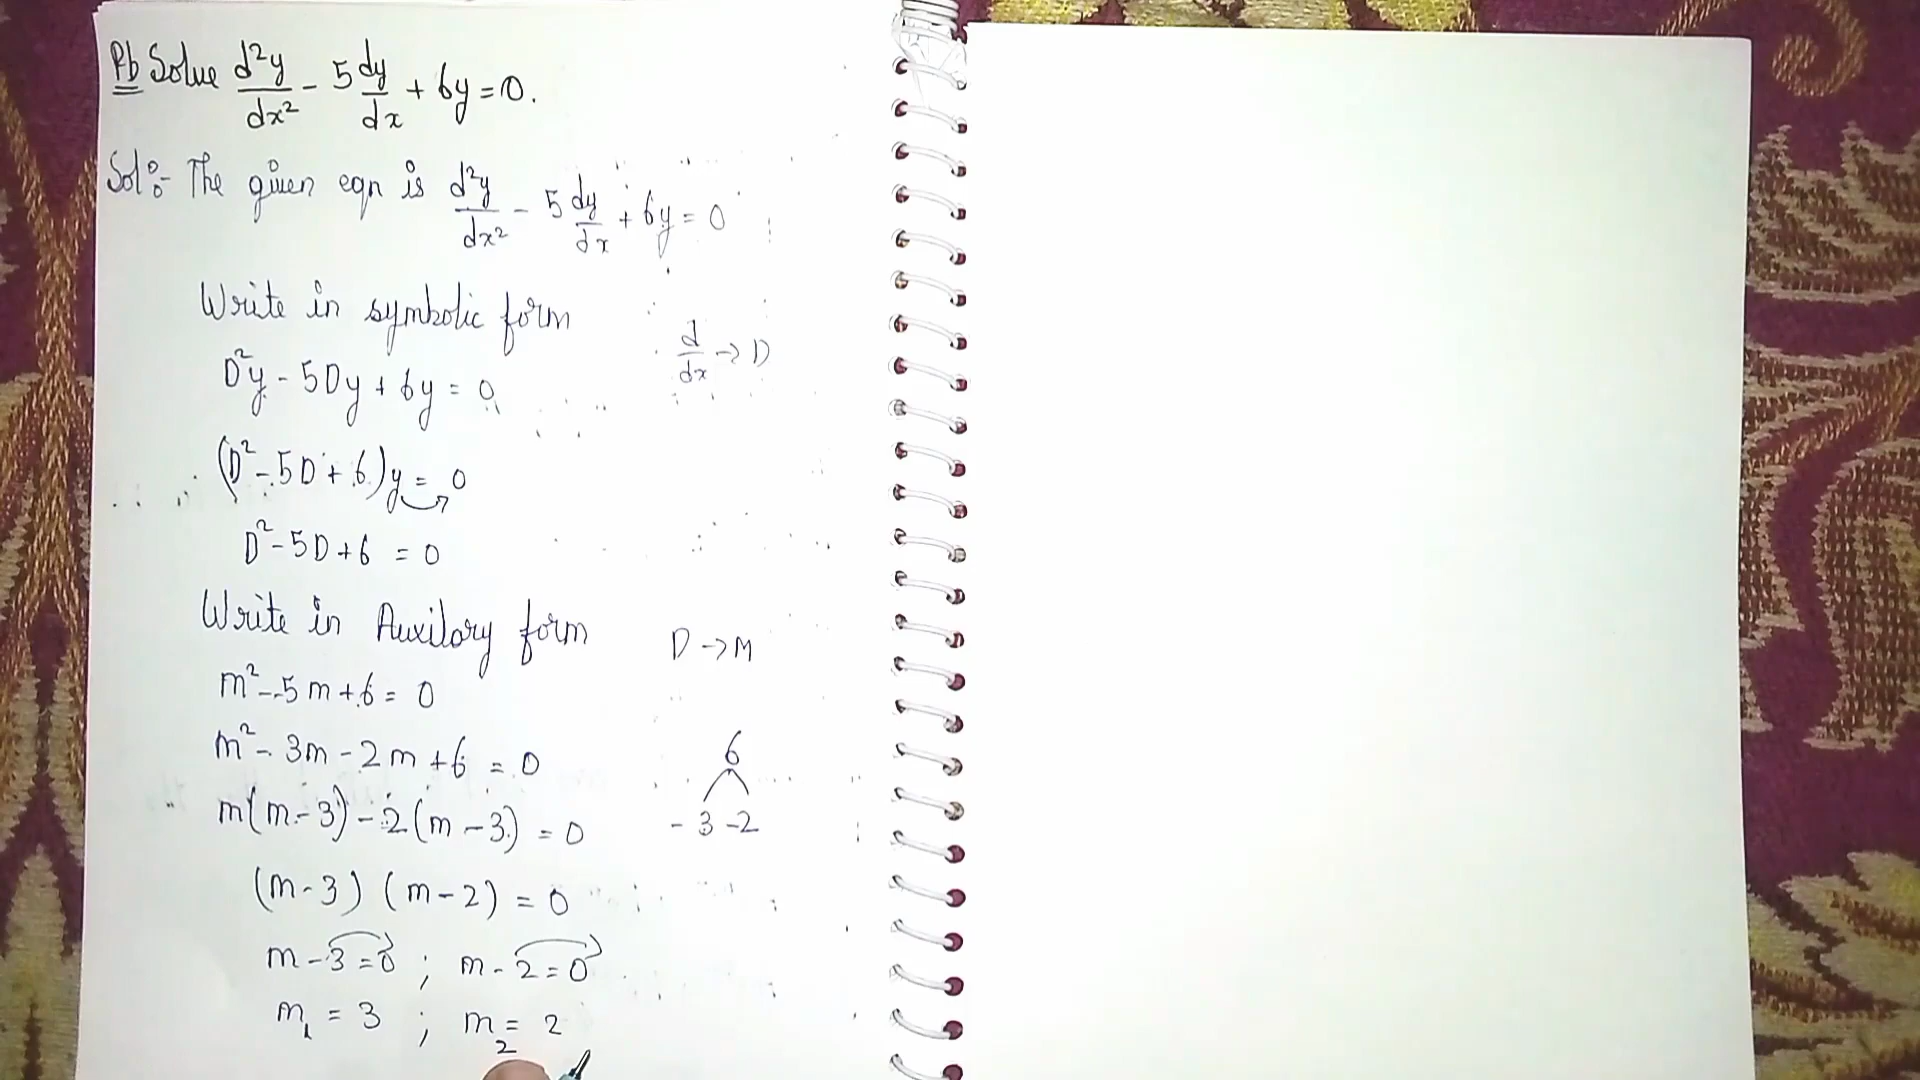 Pb Solve d²y/dx² - 5 dy/dx + 6y = 0.
Sol:- The given eqn is d²y/dx² - 5 dy/dx + 6y = 0
Write in symbolic form
d/dx → D
D²y - 5Dy + 6y = 0
(D² - 5D + 6)y = 0
D² - 5D + 6 = 0
Write in Auxilary form
D → M
m² - 5m + 6 = 0
m² - 3m - 2m + 6 = 0
6
m(m - 3) - 2(m - 3) = 0
- 3 - 2
(m - 3) (m - 2) = 0
m - 3 = 0 ; m - 2 = 0
m₁ = 3 ; m₂ = 2